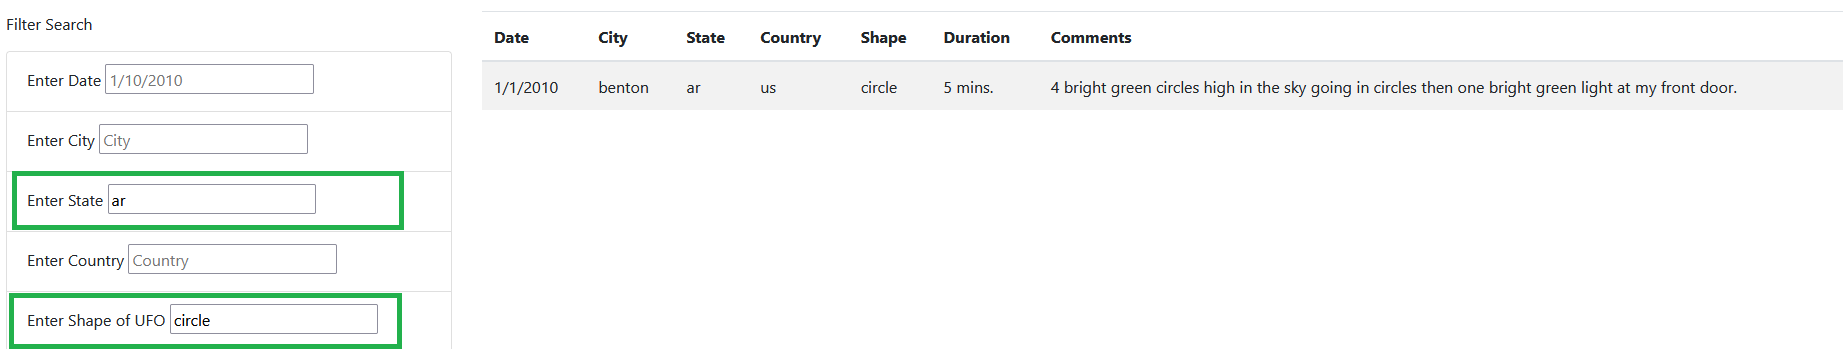 Filter Search
Enter Date 1/10/2010
Enter City City
Enter State ar
Enter Country Country
Enter Shape of UFO circle
Date City State Country Shape Duration Comments
1/1/2010 benton ar us circle 5 mins. 4 bright green circles high in the sky going in circles then one bright green light at my front door.